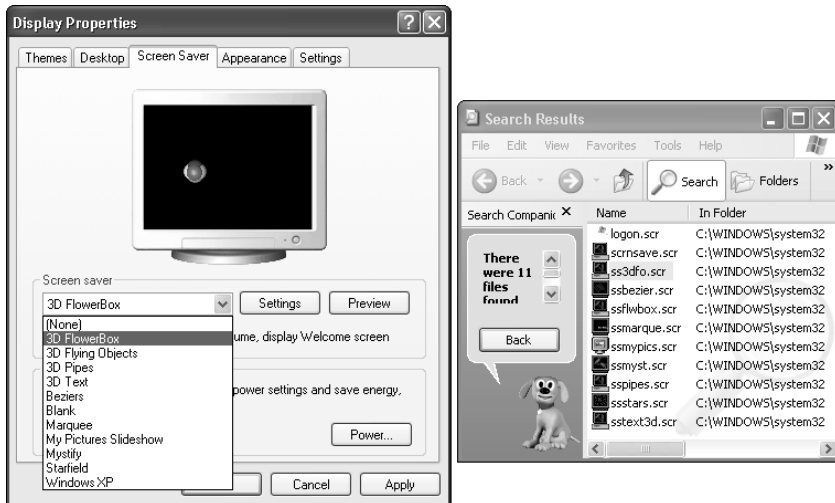 Display Properties
Themes Desktop Screen Saver Appearance Settings
Screen saver
3D FlowerBox Settings Preview
(None)
3D FlowerBox
3D Flying Objects
3D Pipes
3D Text
Beziers
Blank
Marquee
My Pictures Slideshow
Mystify
Starfield
Windows XP
ume, display Welcome screen
power settings and save energy,
Power...
Cancel Apply
Search Results
File Edit View Favorites Tools Help
Back Search Folders »
Search Companic Name In Folder
There
were 11
files
found
Back
logon.scr C:\WINDOWS\system32
scrnsave.scr C:\WINDOWS\system32
ss3dfo.scr C:\WINDOWS\system32
ssbezier.scr C:\WINDOWS\system32
ssflwbox.scr C:\WINDOWS\system32
ssmarque.scr C:\WINDOWS\system32
ssmypics.scr C:\WINDOWS\system32
ssmyst.scr C:\WINDOWS\system32
sspipes.scr C:\WINDOWS\system32
ssstars.scr C:\WINDOWS\system32
sstext3d.scr C:\WINDOWS\system32